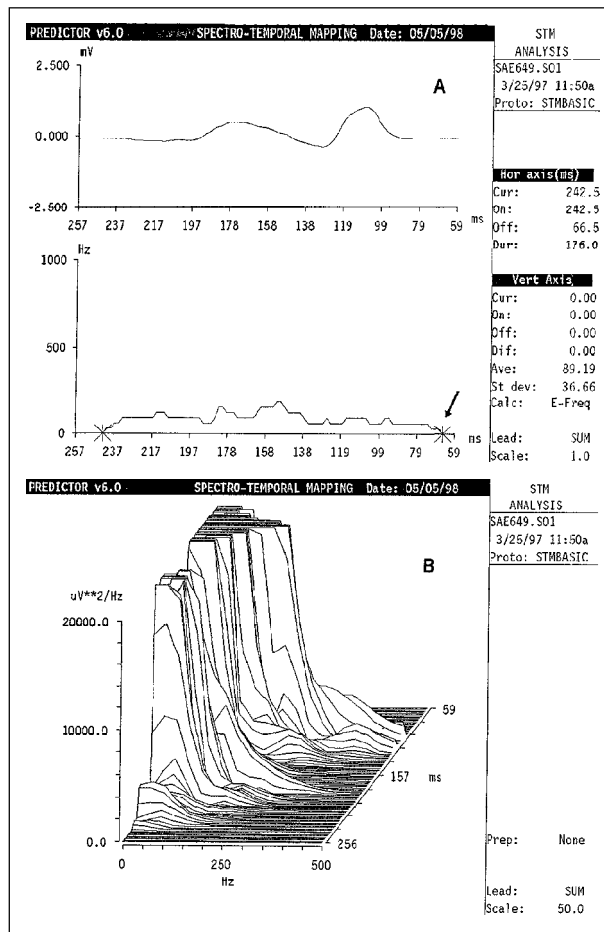 PREDICTOR v6.0 SPECTRO-TEMPORAL MAPPING Date: 05/05/98
STM
ANALYSIS
SAE649.SO1
3/25/97 11:50a
Proto: STMBASIC
mV
2.500
0.000
-2.500
A
257 237 217 197 178 158 138 119 99 79 59
ms
Hor axis(ms)
Cur: 242.5
On: 242.5
Off: 66.5
Dur: 176.0
Hz
1000
500
0
257 237 217 197 178 158 138 119 99 79 59
ms
Vert Axis
Cur: 0.00
On: 0.00
Off: 0.00
Dif: 0.00
Ave: 89.19
St dev: 36.66
Calc: E-Freq
Lead: SUM
Scale: 1.0
PREDICTOR v6.0 SPECTRO-TEMPORAL MAPPING Date: 05/05/98
STM
ANALYSIS
SAE649.SO1
3/25/97 11:50a
Proto: STMBASIC
B
uV**2/Hz
20000.0
10000.0
0.0
0 250 500
Hz
59
157 ms
256
Prep: None
Lead: SUM
Scale: 50.0